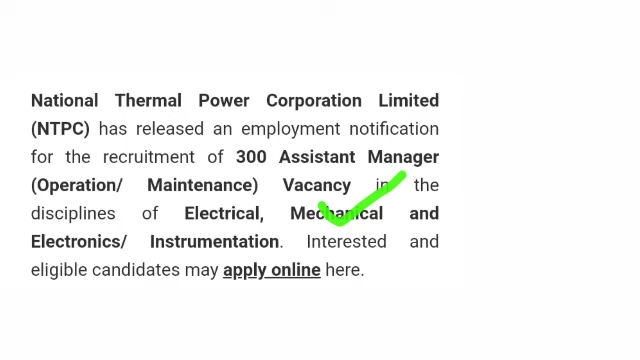 National Thermal Power Corporation Limited
(NTPC) has released an employment notification
for the recruitment of 300 Assistant Manager
(Operation/ Maintenance) Vacancy in the
disciplines of Electrical, Mechanical and
Electronics/ Instrumentation. Interested and
eligible candidates may apply online here.